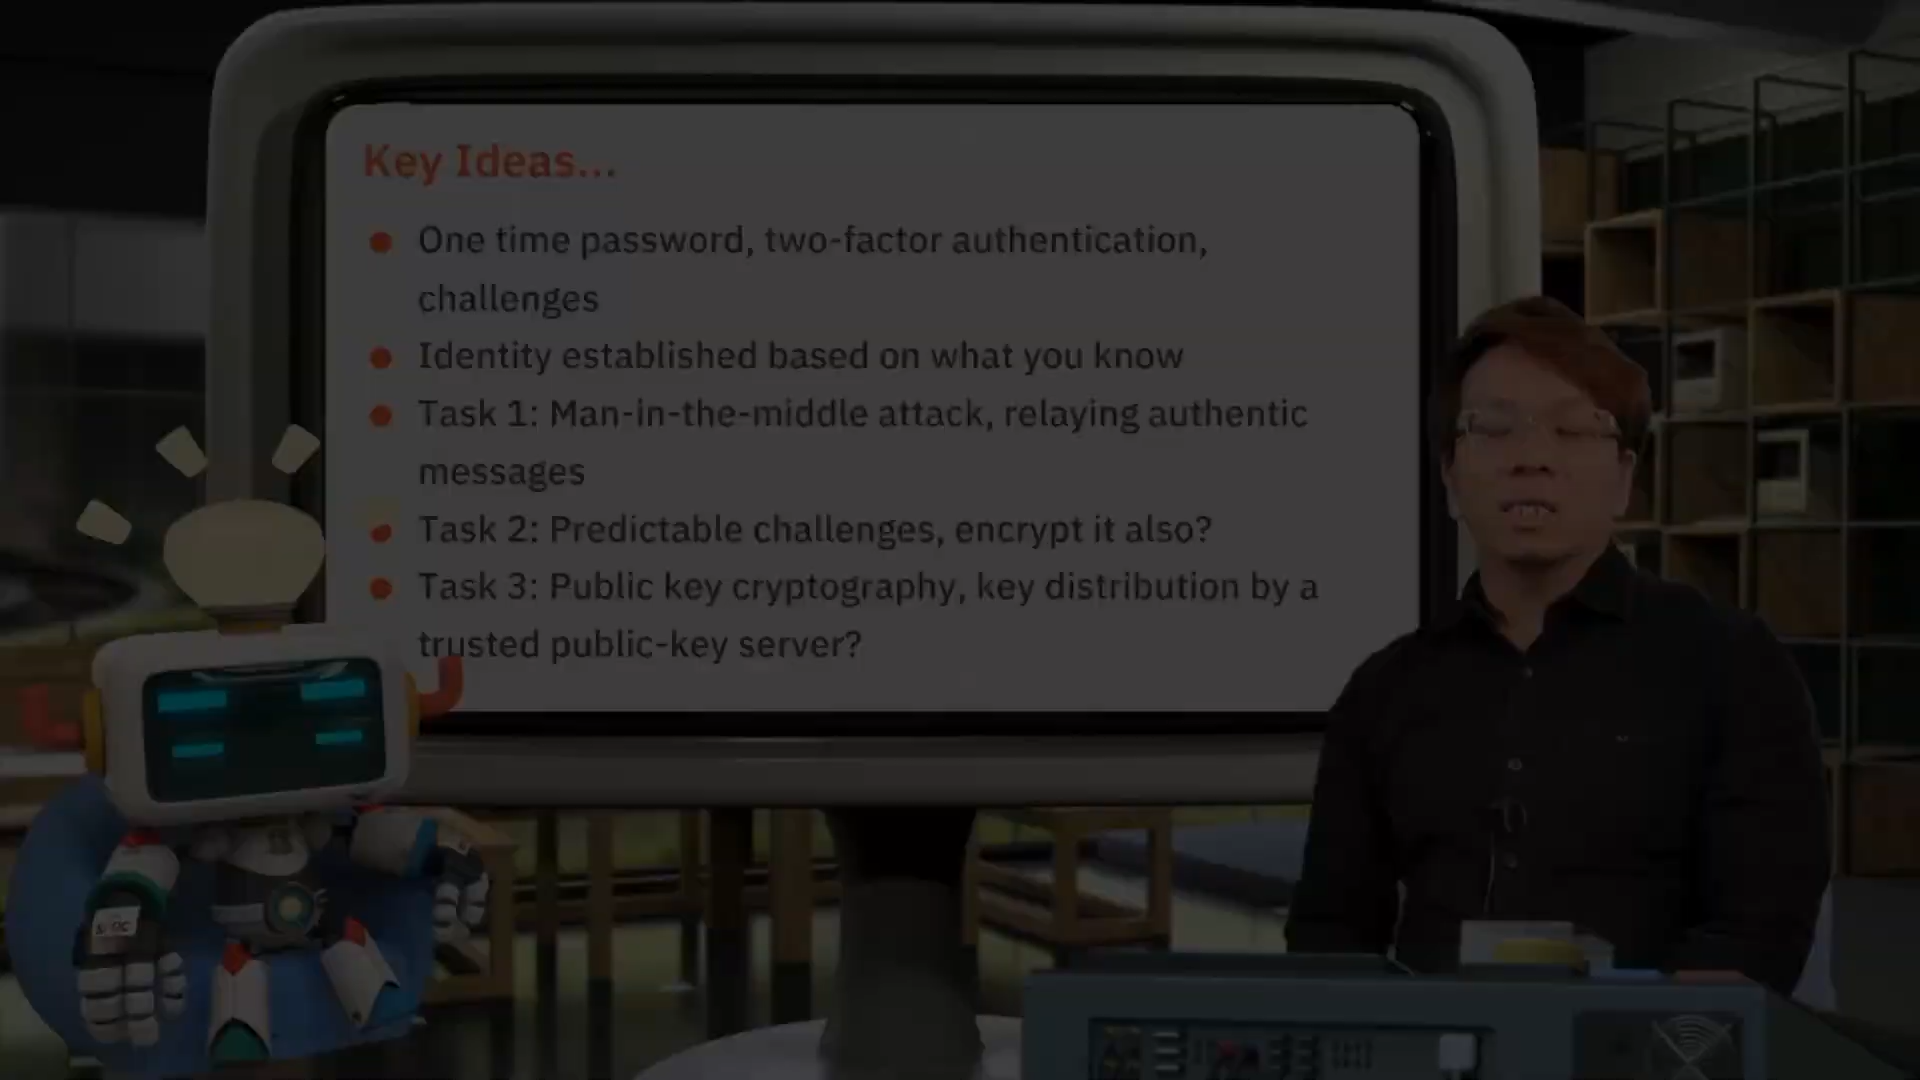 Key Ideas...
One time password, two-factor authentication,
challenges
Identity established based on what you know
Task 1: Man-in-the-middle attack, relaying authentic
messages
Task 2: Predictable challenges, encrypt it also?
Task 3: Public key cryptography, key distribution by a
trusted public-key server?